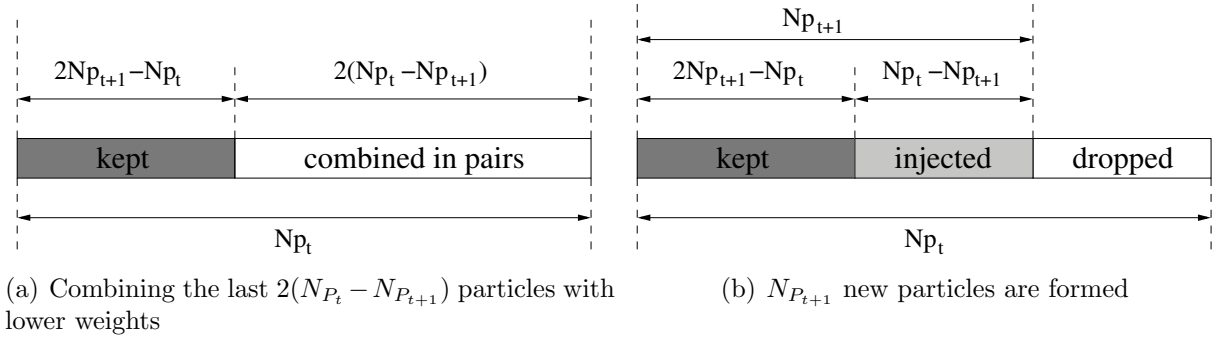 2Np_{t+1}−Np_t
2(Np_t−Np_{t+1})
kept
combined in pairs
Np_t
(a) Combining the last 2(N_{P_t} − N_{P_{t+1}}) particles with
lower weights
Np_{t+1}
2Np_{t+1}−Np_t
Np_t−Np_{t+1}
kept
injected
dropped
Np_t
(b) N_{P_{t+1}} new particles are formed